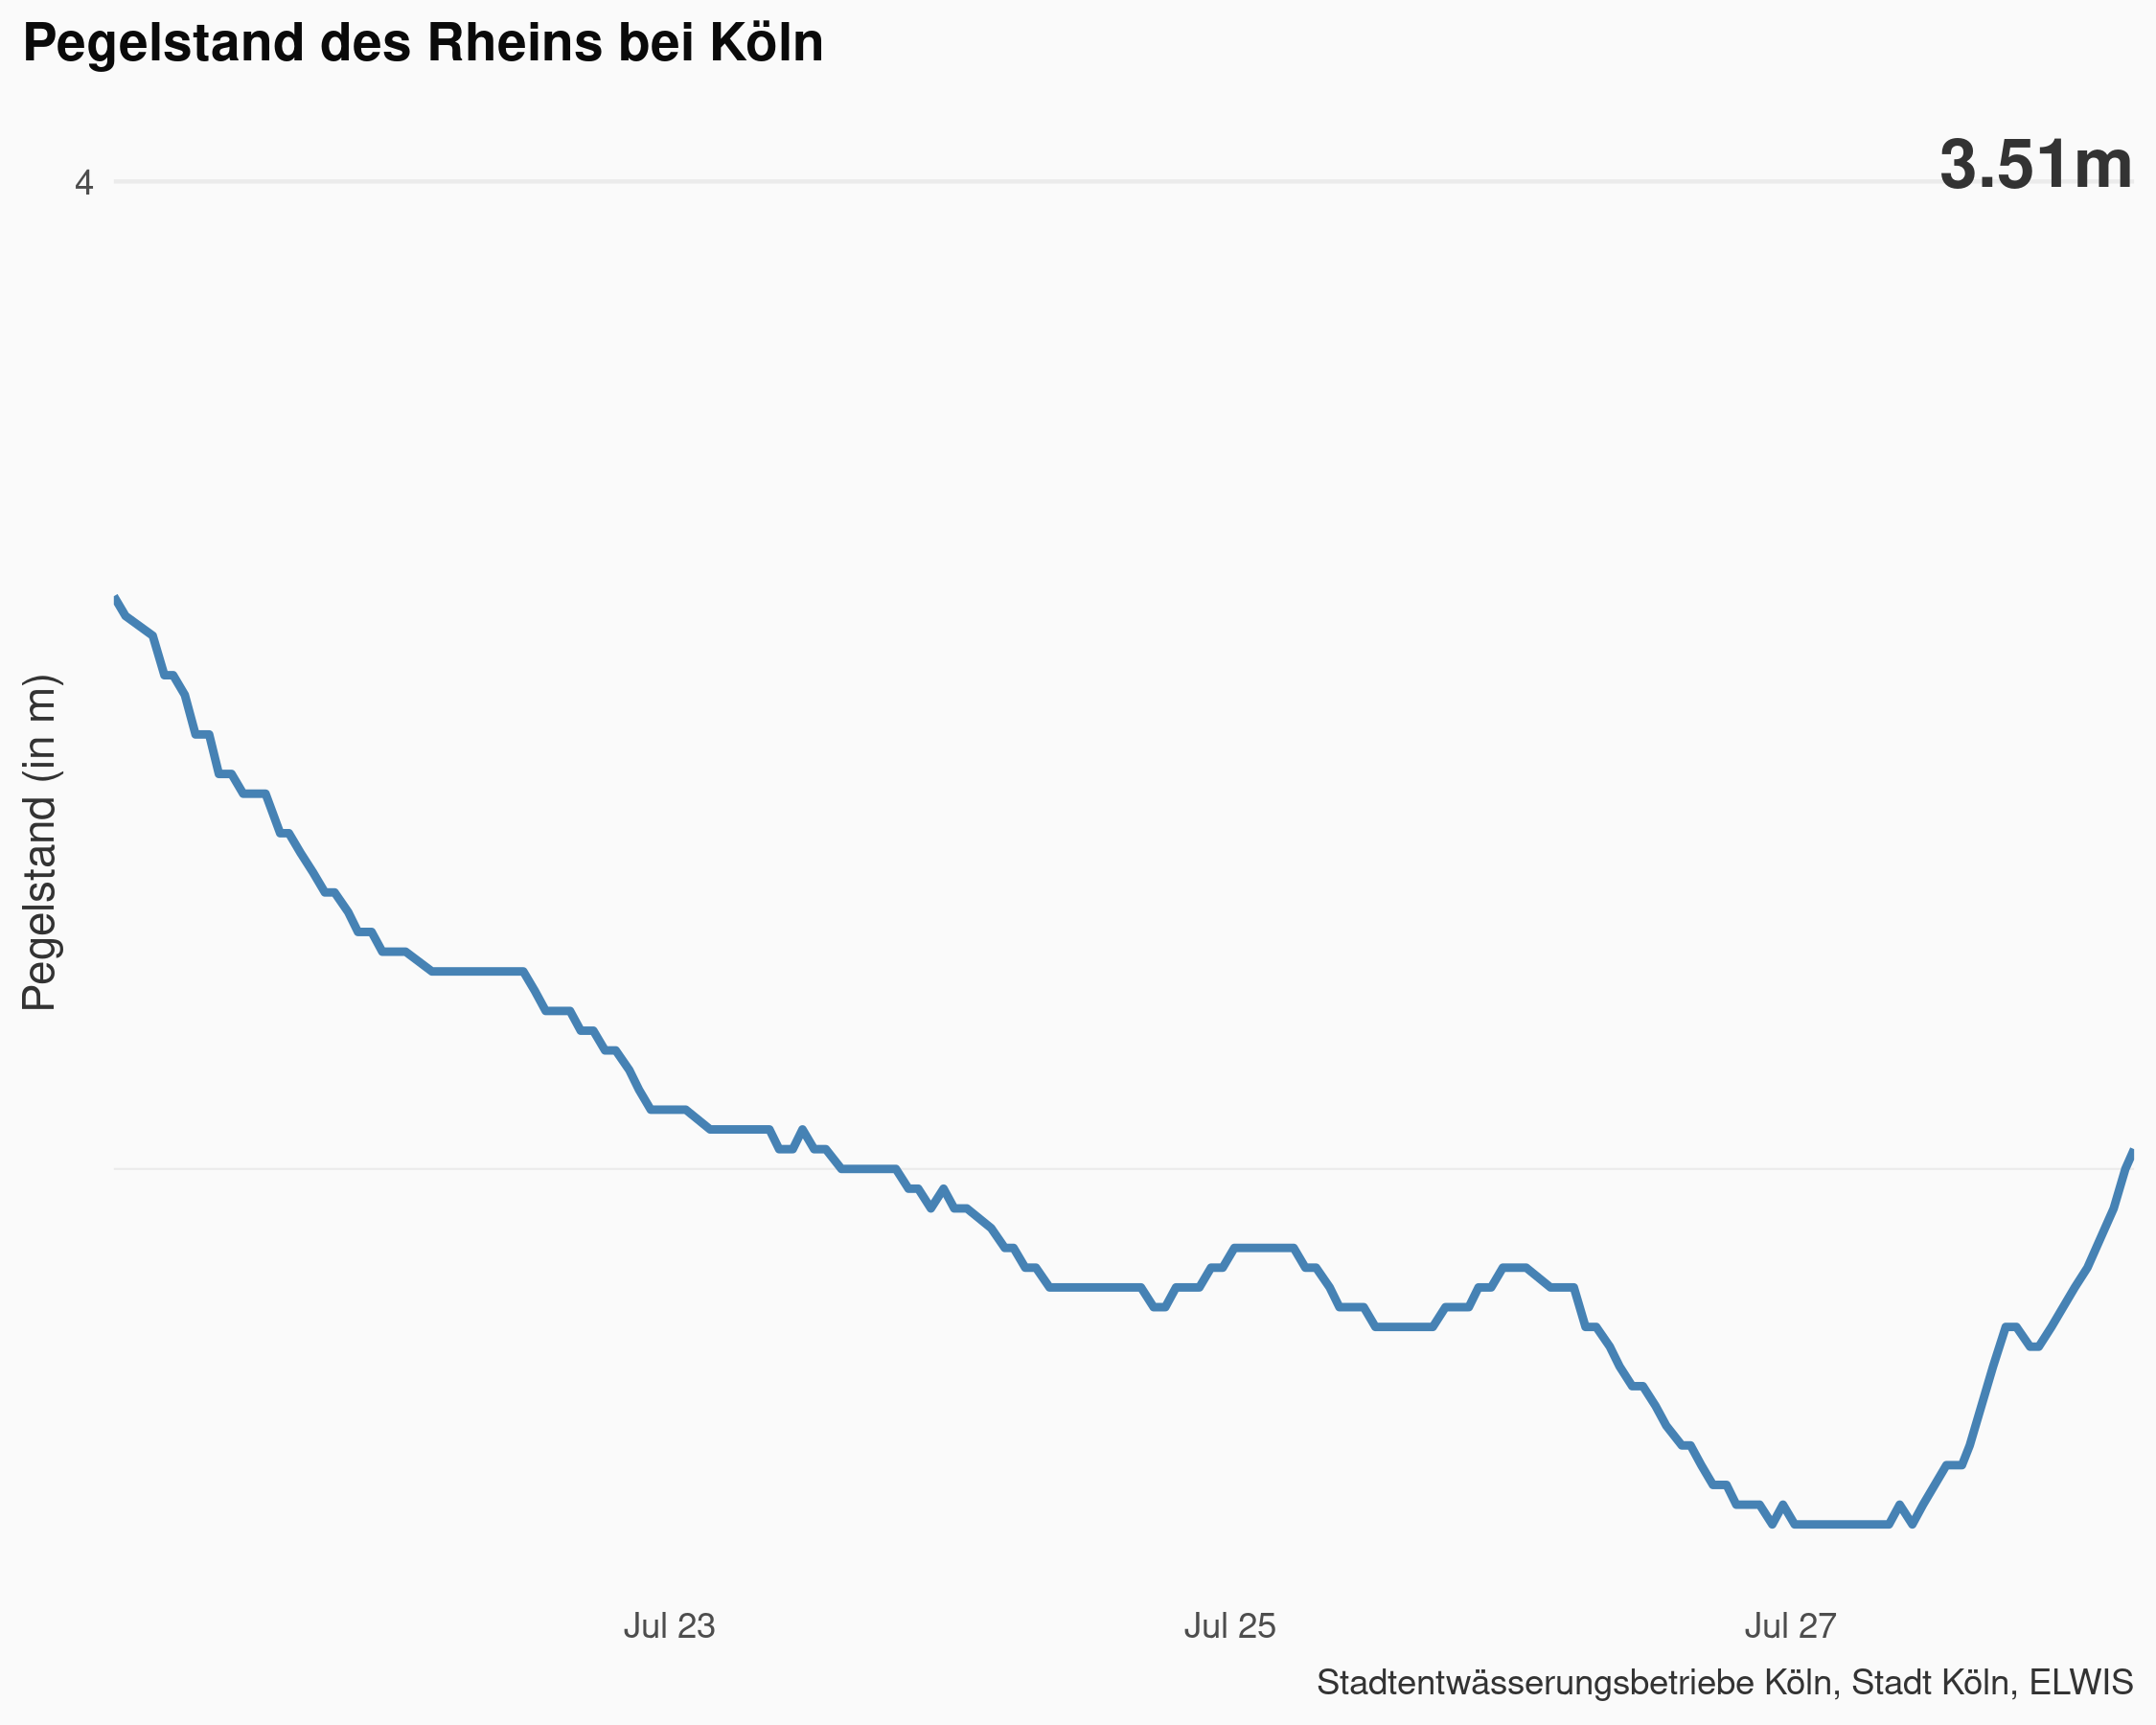 Pegelstand des Rheins bei Köln
3.51m
4
Pegelstand (in m)
Jul 23
Jul 25
Jul 27
Stadtentwässerungsbetriebe Köln, Stadt Köln, ELWIS